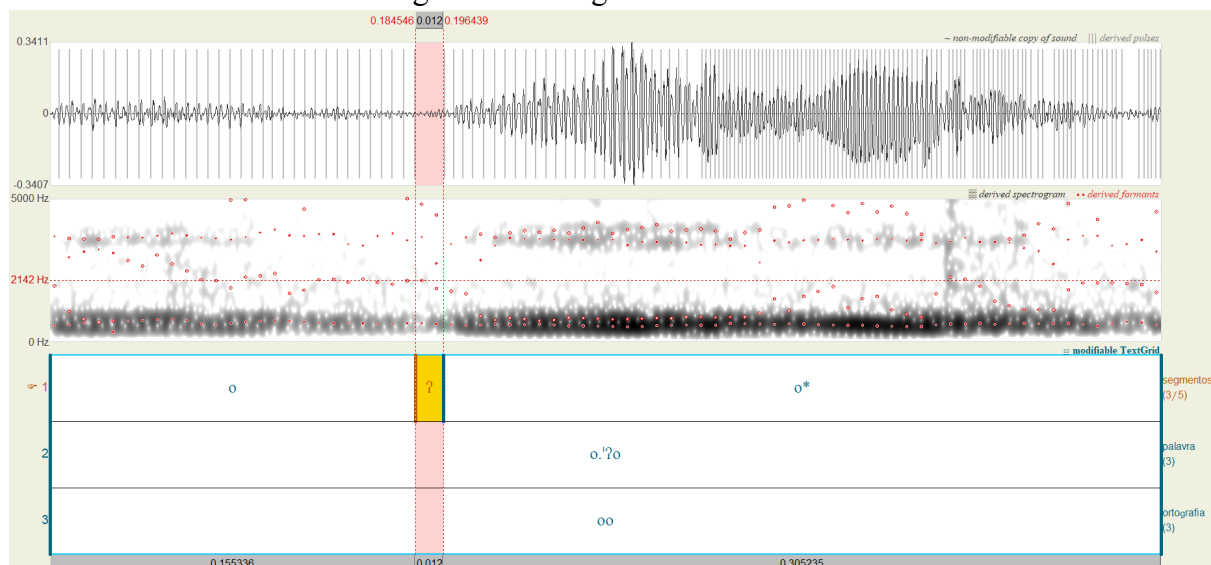 0.184546 0.012 0.196439
0.3411
~ non-modifiable copy of sound ||| derived pulses
0
-0.3407
5000 Hz
derived spectrogram •• derived formants
2142 Hz
0 Hz
modifiable TextGrid
1 o ʔ o* segmentos
(3/5)
2 o.ˈʔo palavra
(3)
3 oo ortografia
(3)
0.155336 0.012 0.305235